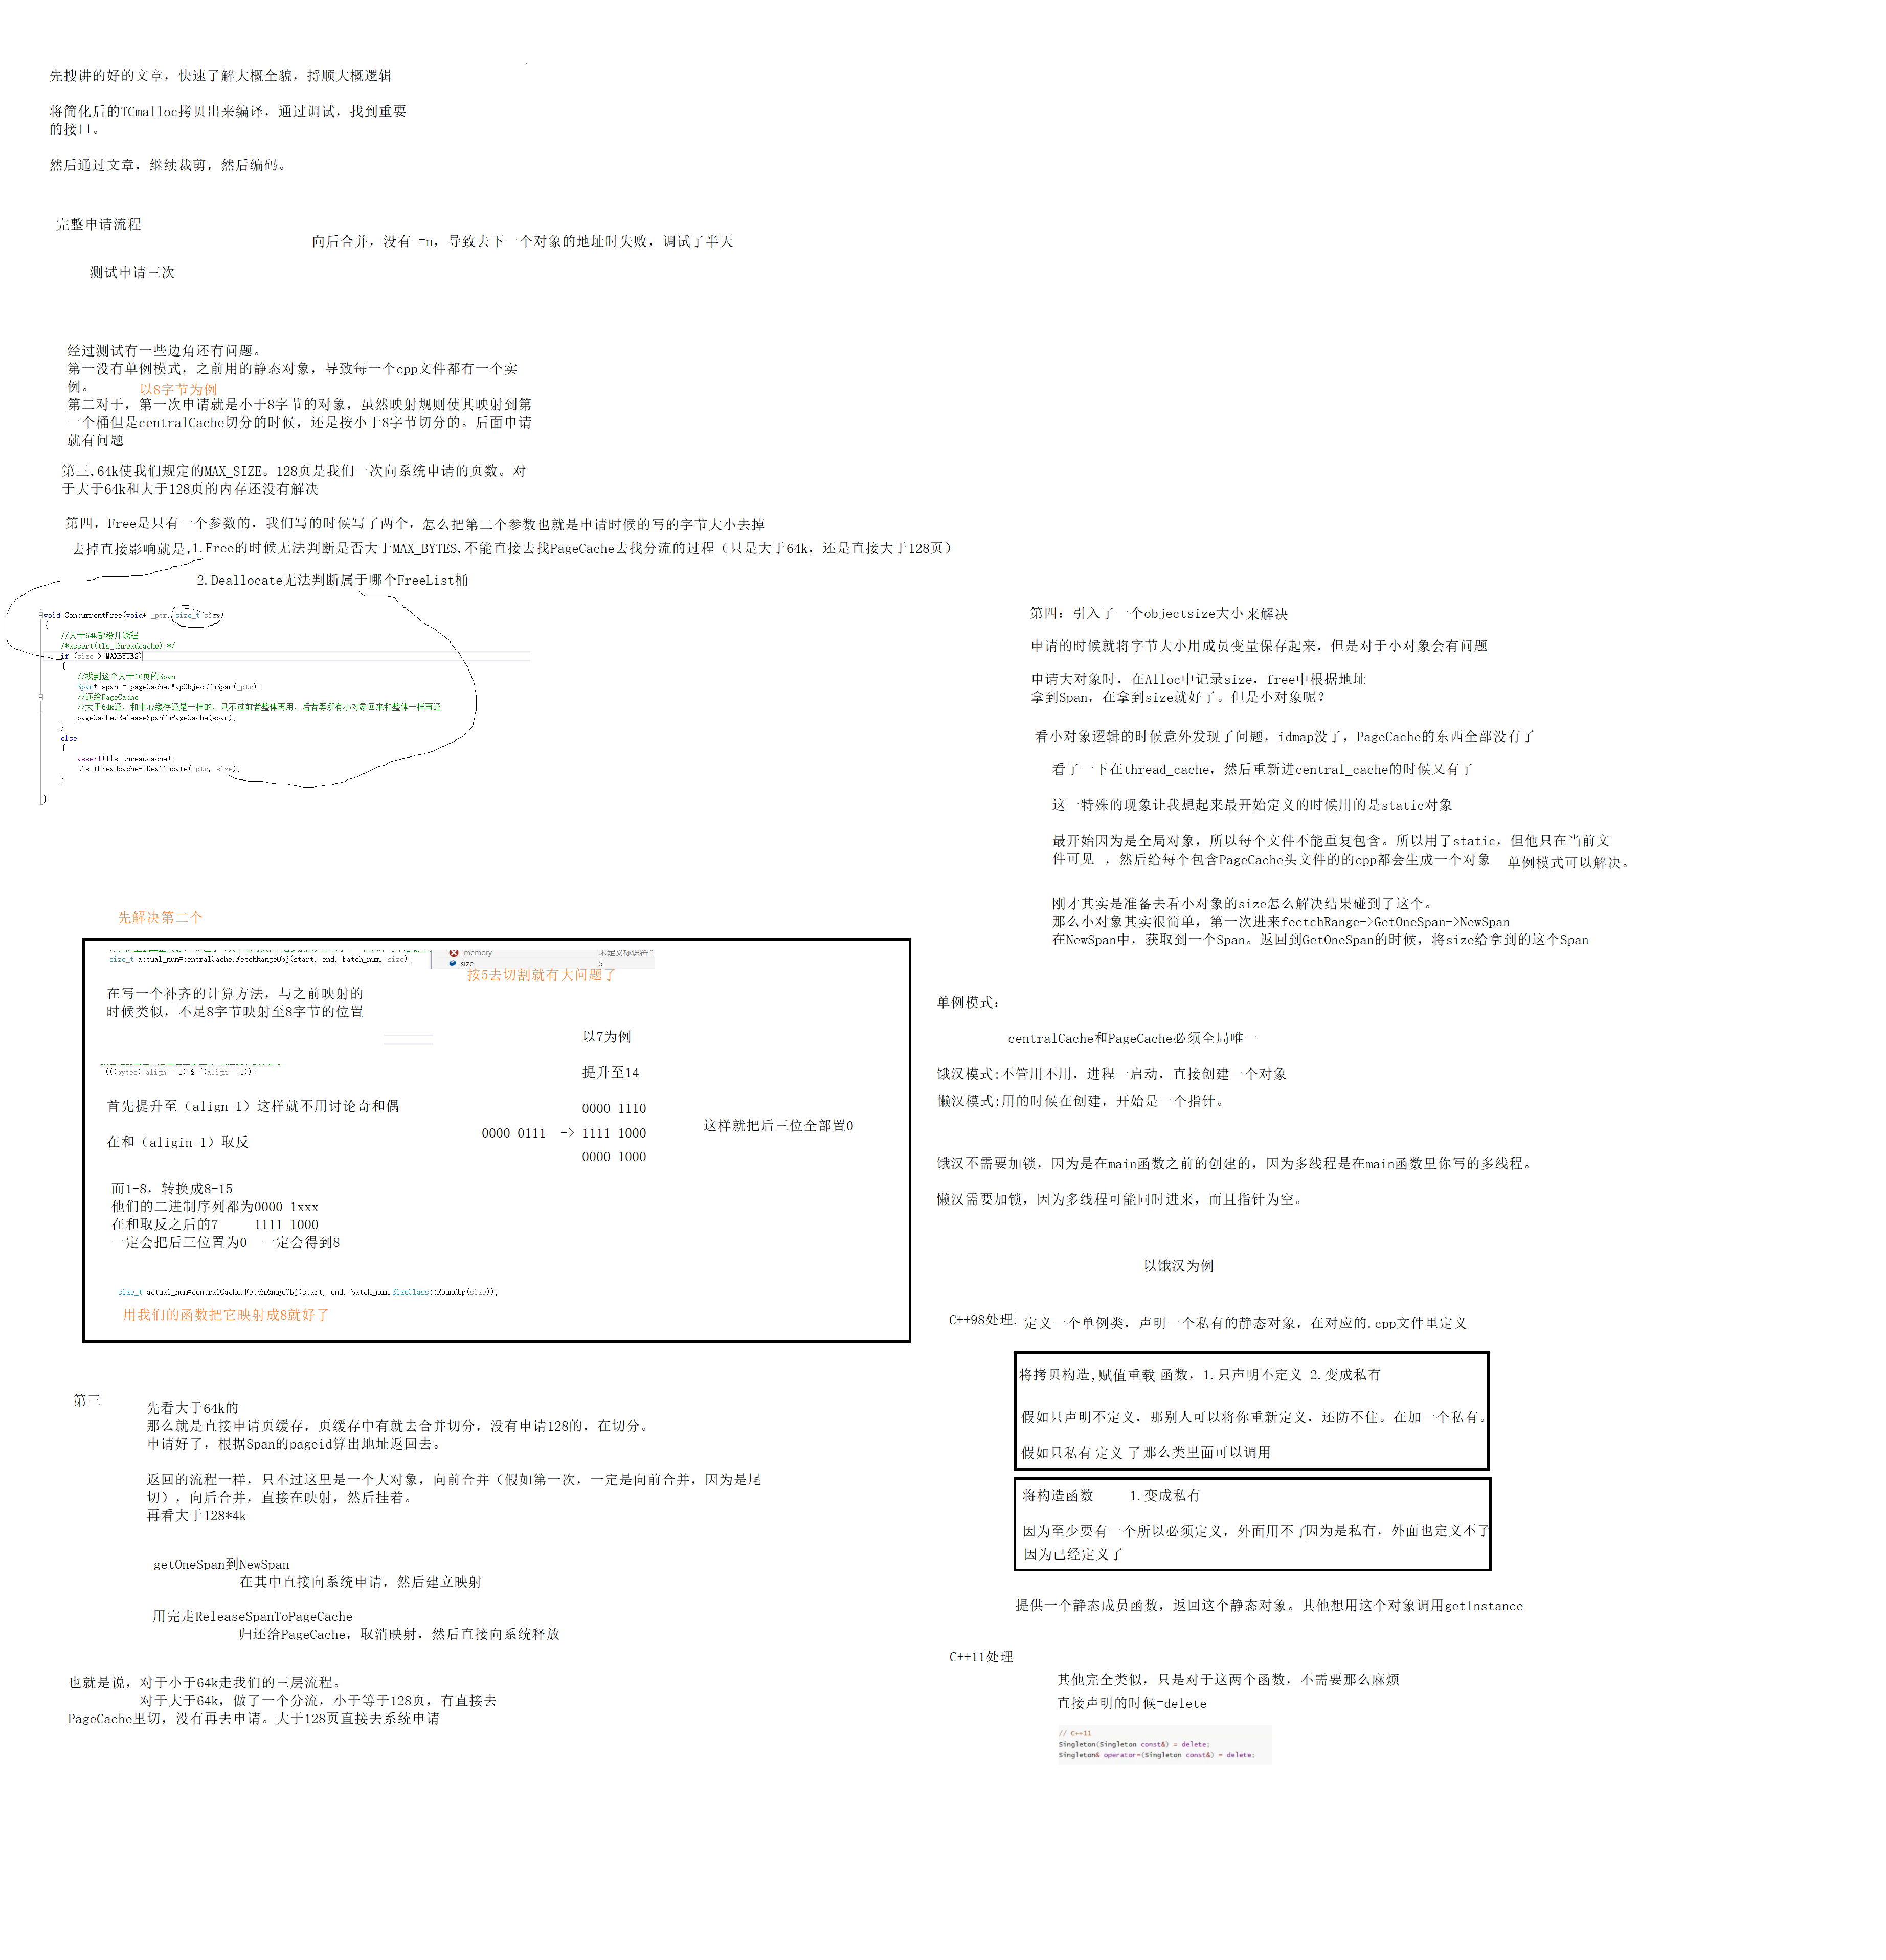 先搜讲的好的文章，快速了解大概全貌，捋顺大概逻辑
将简化后的TCmalloc拷贝出来编译，通过调试，找到重要
的接口。
然后通过文章，继续裁剪，然后编码。
完整申请流程
向后合并，没有-=n，导致去下一个对象的地址时失败，调试了半天
测试申请三次
经过测试有一些边角还有问题。
第一没有单例模式，之前用的静态对象，导致每一个cpp文件都有一个实
例。
以8字节为例
第二对于，第一次申请就是小于8字节的对象，虽然映射规则使其映射到第
一个桶但是centralCache切分的时候，还是按小于8字节切分的。后面申请
就有问题
第三,64k使我们规定的MAX_SIZE。128页是我们一次向系统申请的页数。对
于大于64k和大于128页的内存还没有解决
第四，Free是只有一个参数的，我们写的时候写了两个，怎么把第二个参数也就是申请时候的写的字节大小去掉
去掉直接影响就是,1.Free的时候无法判断是否大于MAX_BYTES,不能直接去找PageCache去找分流的过程（只是大于64k，还是直接大于128页）
2.Deallocate无法判断属于哪个FreeList桶
void ConcurrentFree(void* _ptr, size_t size)
{
//大于64k都没开线程
/*assert(tls_threadcache);*/
if (size > MAXBYTES)
{
//找到这个大于16页的Span
Span* span = pageCache.MapObjectToSpan(_ptr);
//还给PageCache
//大于64k还，和中心缓存还是一样的，只不过前者整体再用，后者等所有小对象回来和整体一样再还
pageCache.ReleaseSpanToPageCache(span);
}
else
{
assert(tls_threadcache);
tls_threadcache->Deallocate(_ptr, size);
}
}
先解决第二个
size_t actual_num=centralCache.FetchRangeObj(start, end, batch_num, size);
_memory
size 5
按5去切割就有大问题了
在写一个补齐的计算方法，与之前映射的
时候类似，不足8字节映射至8字节的位置
(((bytes)+align - 1) & ~(align - 1));
首先提升至（align-1）这样就不用讨论奇和偶
在和（aligin-1）取反
以7为例
提升至14
0000 1110
0000 0111 -> 1111 1000
0000 1000
这样就把后三位全部置0
而1-8，转换成8-15
他们的二进制序列都为0000 1xxx
在和取反之后的7 1111 1000
一定会把后三位置为0 一定会得到8
size_t actual_num=centralCache.FetchRangeObj(start, end, batch_num,SizeClass::RoundUp(size));
用我们的函数把它映射成8就好了
第三
先看大于64k的
那么就是直接申请页缓存，页缓存中有就去合并切分，没有申请128的，在切分。
申请好了，根据Span的pageid算出地址返回去。
返回的流程一样，只不过这里是一个大对象，向前合并（假如第一次，一定是向前合并，因为是尾
切），向后合并，直接在映射，然后挂着。
再看大于128*4k
getOneSpan到NewSpan
在其中直接向系统申请，然后建立映射
用完走ReleaseSpanToPageCache
归还给PageCache，取消映射，然后直接向系统释放
也就是说，对于小于64k走我们的三层流程。
对于大于64k，做了一个分流，小于等于128页，有直接去
PageCache里切，没有再去申请。大于128页直接去系统申请
第四：引入了一个objectsize大小来解决
申请的时候就将字节大小用成员变量保存起来，但是对于小对象会有问题
申请大对象时，在Alloc中记录size，free中根据地址
拿到Span，在拿到size就好了。但是小对象呢？
看小对象逻辑的时候意外发现了问题，idmap没了，PageCache的东西全部没有了
看了一下在thread_cache，然后重新进central_cache的时候又有了
这一特殊的现象让我想起来最开始定义的时候用的是static对象
最开始因为是全局对象，所以每个文件不能重复包含。所以用了static，但他只在当前文
件可见 ，然后给每个包含PageCache头文件的的cpp都会生成一个对象 单例模式可以解决。
刚才其实是准备去看小对象的size怎么解决结果碰到了这个。
那么小对象其实很简单，第一次进来fectchRange->GetOneSpan->NewSpan
在NewSpan中，获取到一个Span。返回到GetOneSpan的时候，将size给拿到的这个Span
单例模式：
centralCache和PageCache必须全局唯一
饿汉模式:不管用不用，进程一启动，直接创建一个对象
懒汉模式:用的时候在创建，开始是一个指针。
饿汉不需要加锁，因为是在main函数之前的创建的，因为多线程是在main函数里你写的多线程。
懒汉需要加锁，因为多线程可能同时进来，而且指针为空。
以饿汉为例
C++98处理: 定义一个单例类，声明一个私有的静态对象，在对应的.cpp文件里定义
将拷贝构造,赋值重载 函数，1.只声明不定义 2.变成私有
假如只声明不定义，那别人可以将你重新定义，还防不住。在加一个私有。
假如只私有 定义 了 那么类里面可以调用
将构造函数 1.变成私有
因为至少要有一个所以必须定义，外面用不了因为是私有，外面也定义不了
因为已经定义了
提供一个静态成员函数，返回这个静态对象。其他想用这个对象调用getInstance
C++11处理
其他完全类似，只是对于这两个函数，不需要那么麻烦
直接声明的时候=delete
// C++11
Singleton(Singleton const&) = delete;
Singleton& operator=(Singleton const&) = delete;